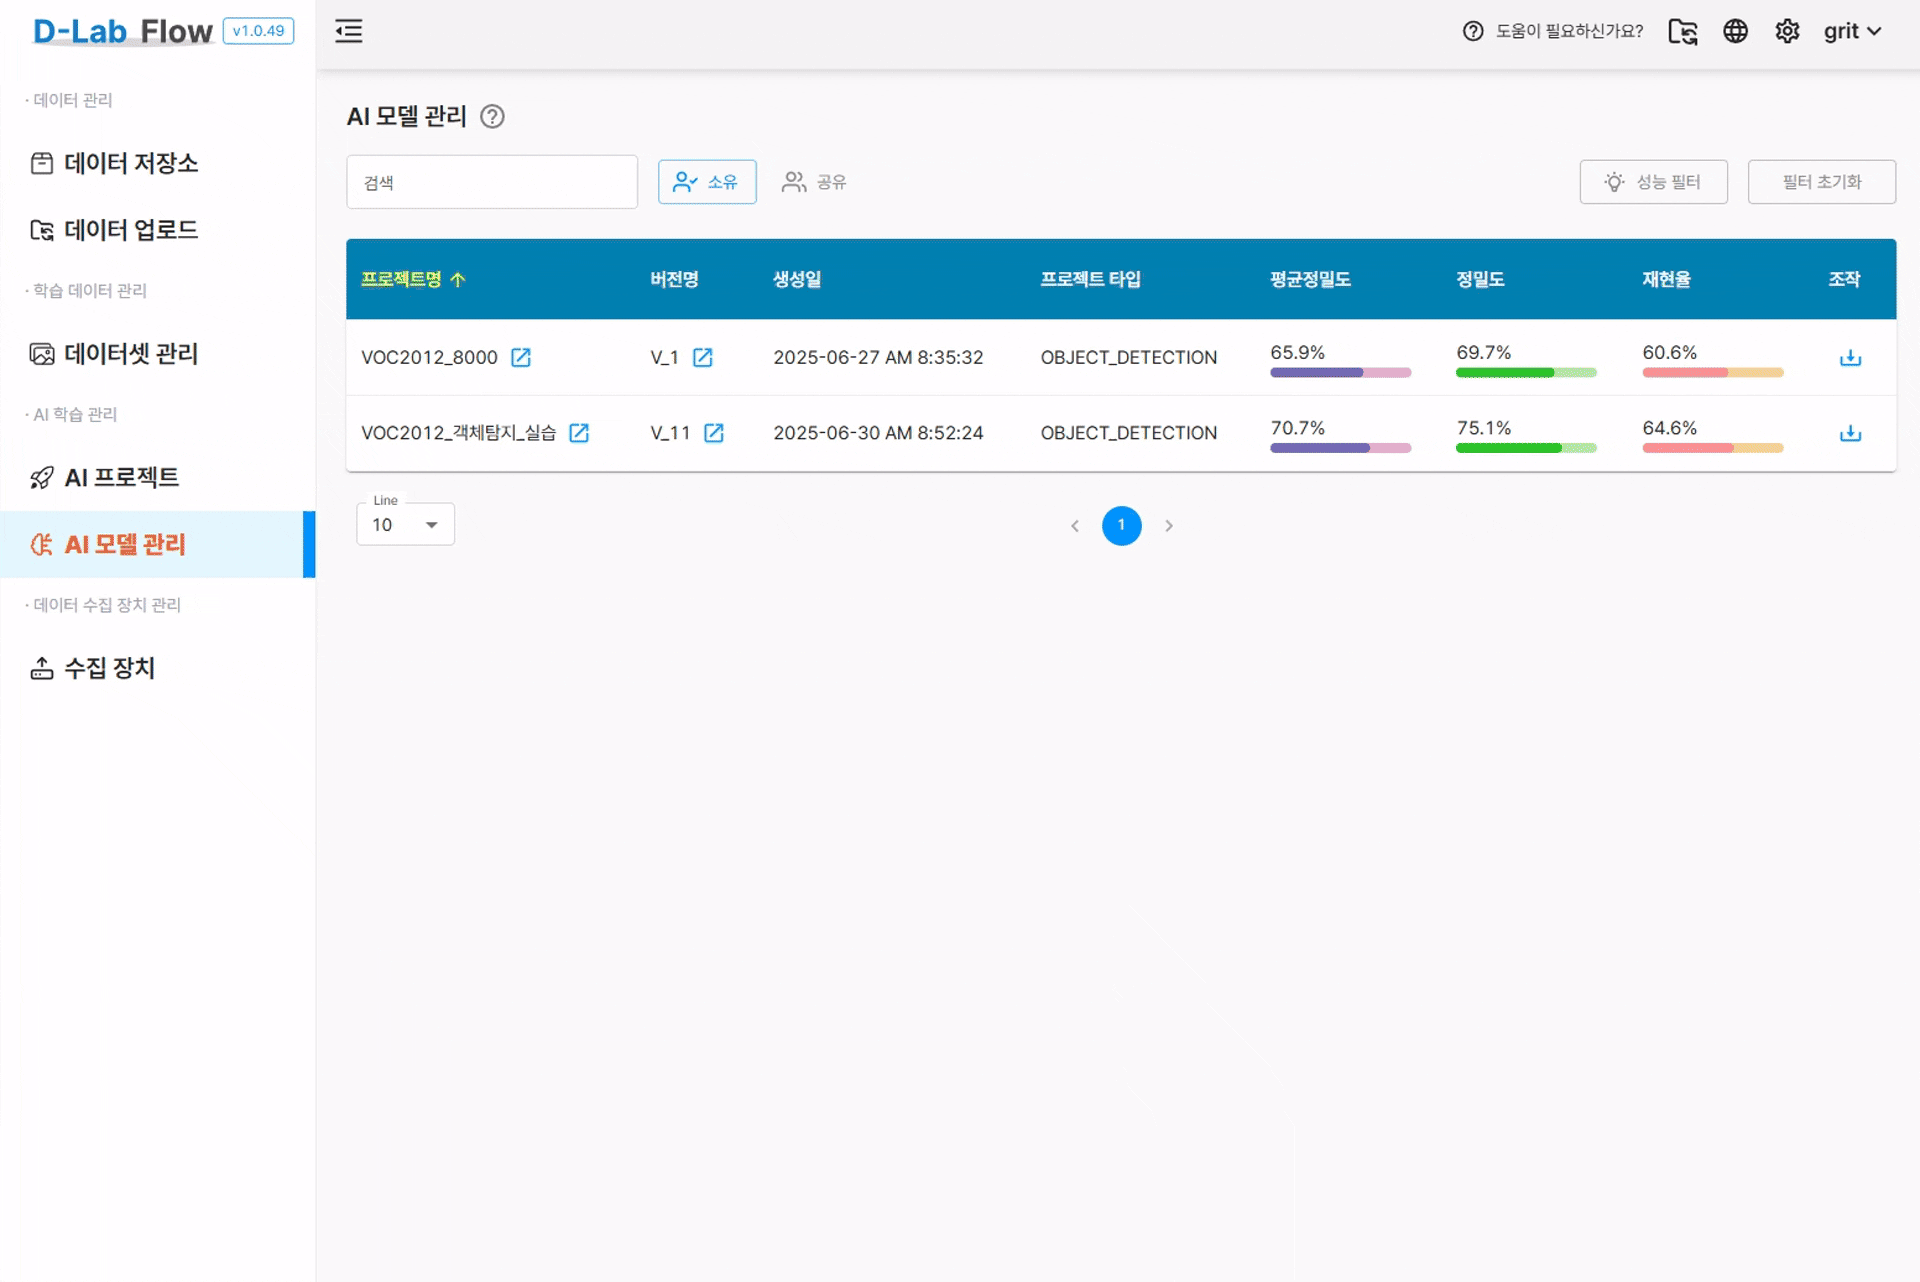 D-Lab Flow v1.0.49
도움이 필요하신가요?
grit
· 데이터 관리
데이터 저장소
데이터 업로드
· 학습 데이터 관리
데이터셋 관리
· AI 학습 관리
AI 프로젝트
AI 모델 관리
· 데이터 수집 장치 관리
수집 장치
AI 모델 관리
검색
소유
공유
성능 필터
필터 초기화
프로젝트명 버전명 생성일 프로젝트 타입 평균정밀도 정밀도 재현율 조작
VOC2012_8000 V_1 2025-06-27 AM 8:35:32 OBJECT_DETECTION 65.9% 69.7% 60.6%
VOC2012_객체탐지_실습 V_11 2025-06-30 AM 8:52:24 OBJECT_DETECTION 70.7% 75.1% 64.6%
Line
10
1